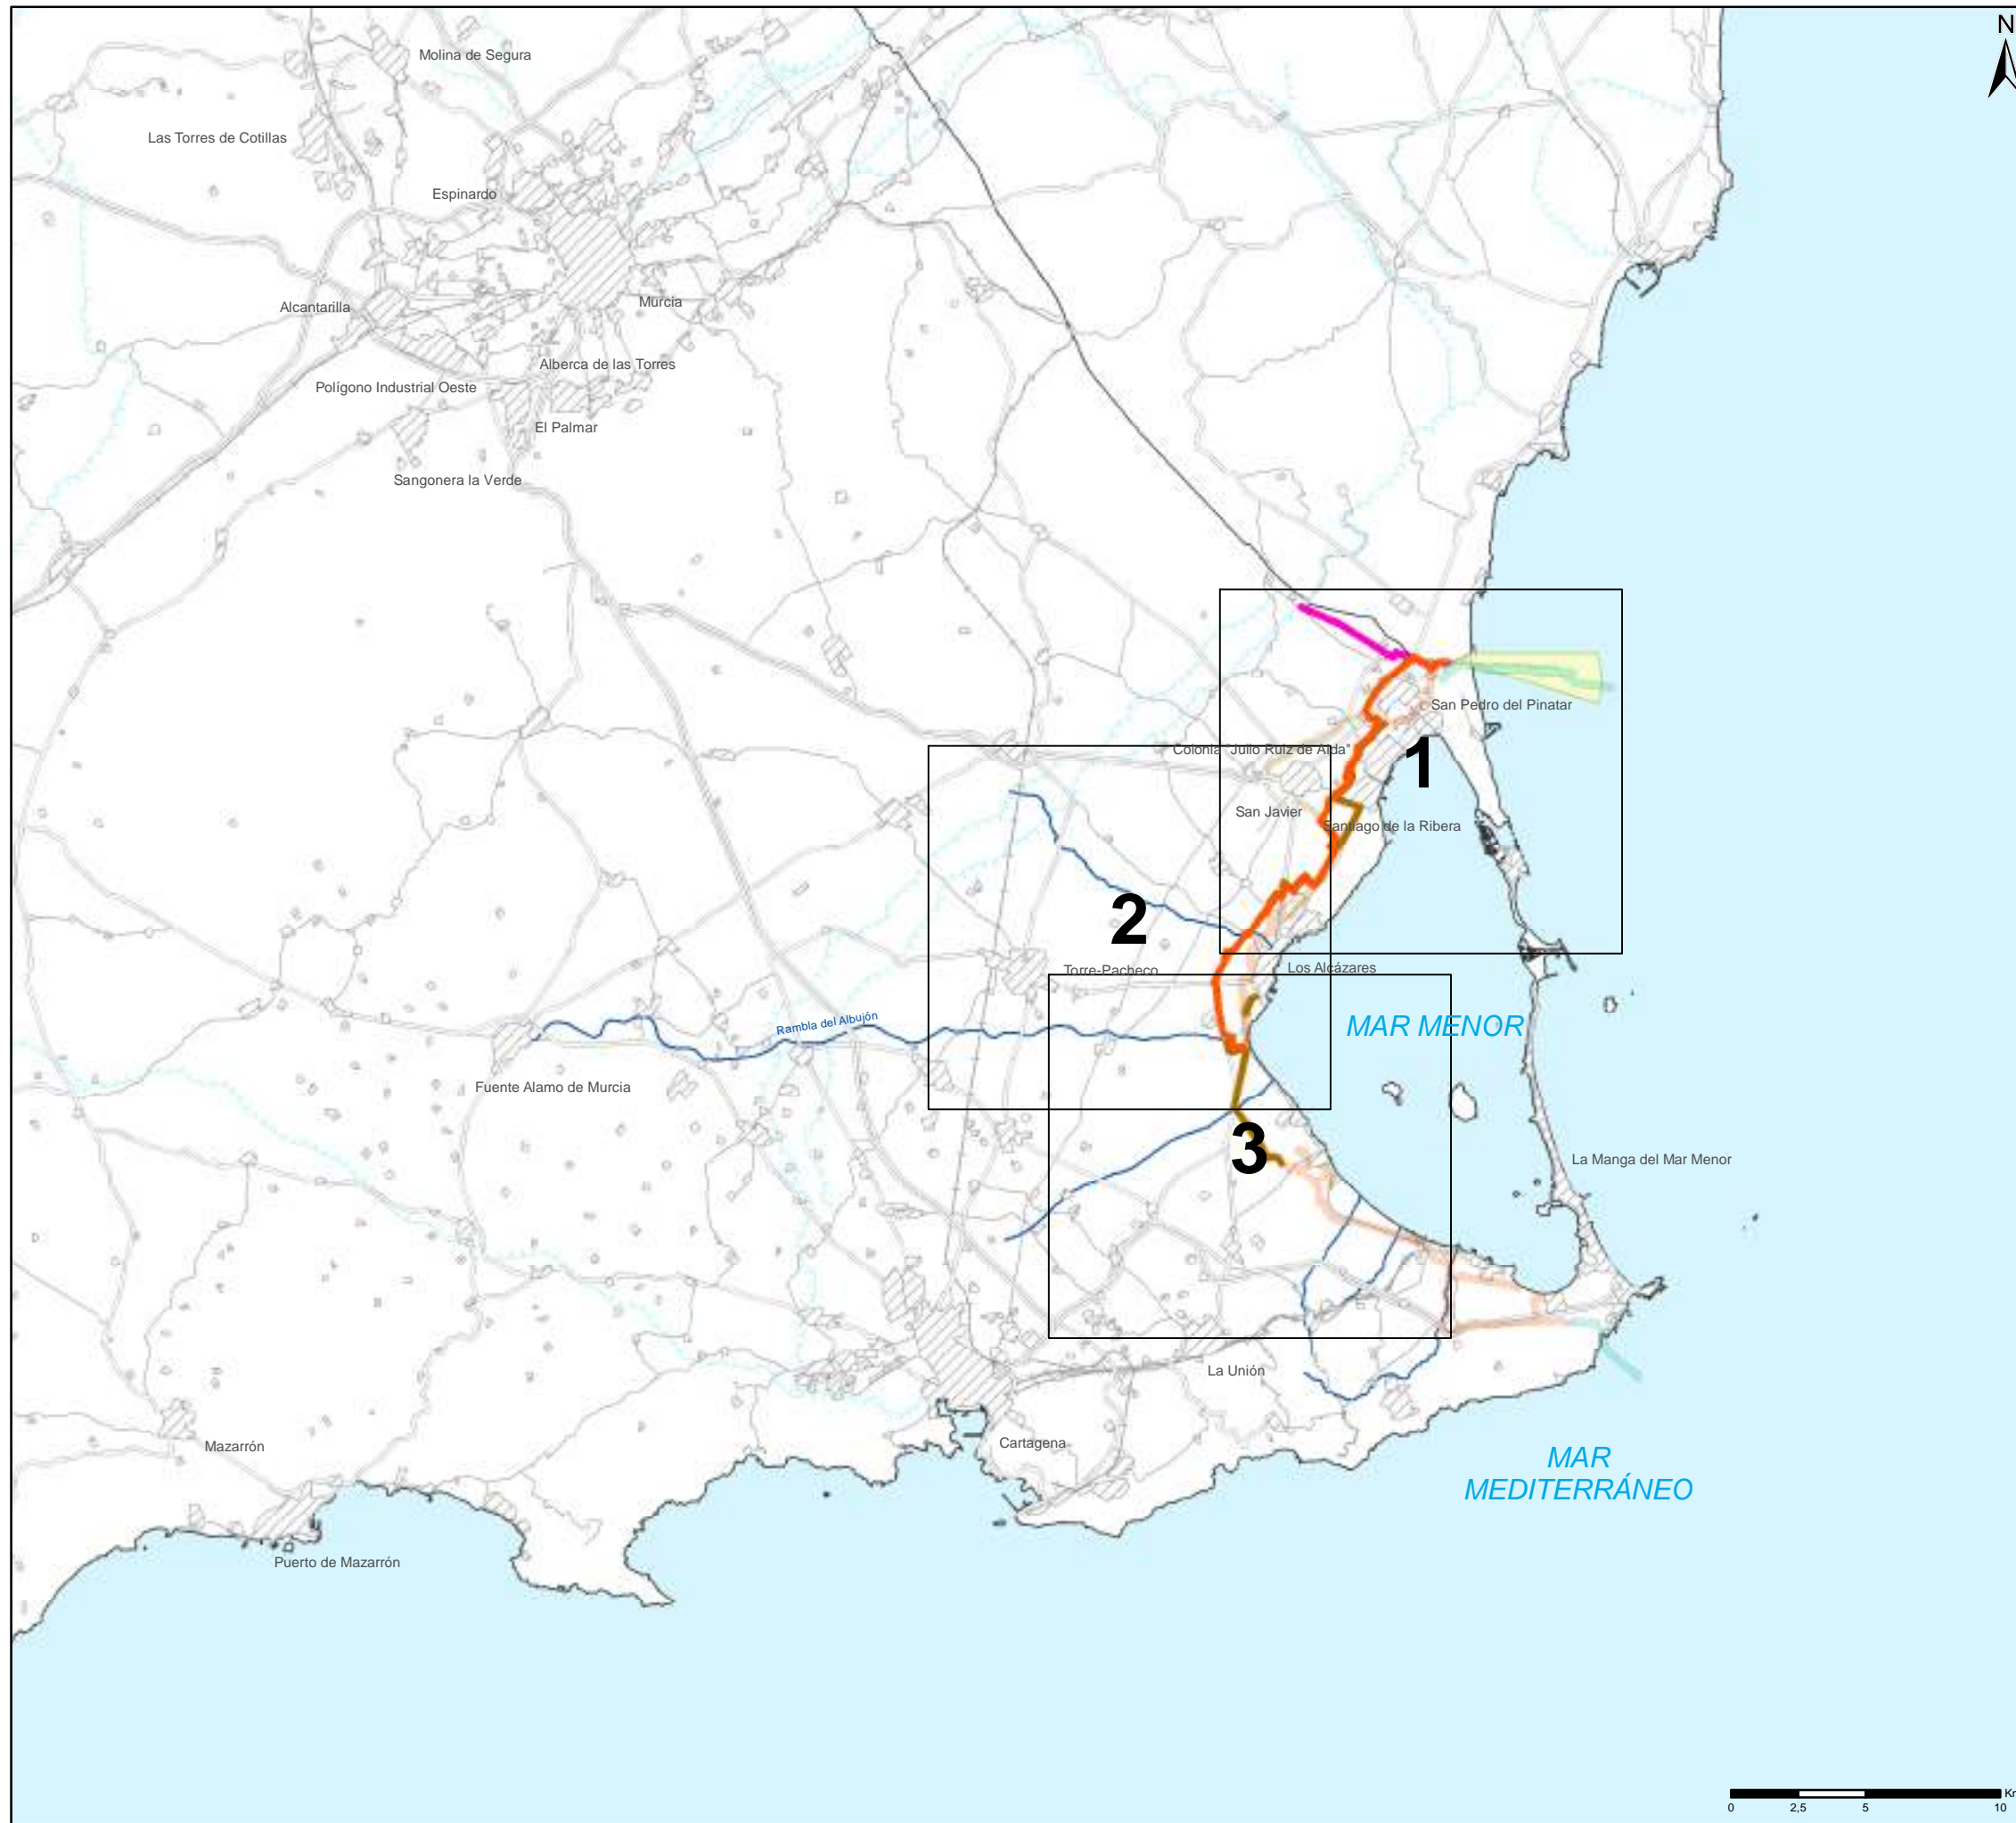 N
Molina de Segura
Las Torres de Cotillas
Espinardo
Murcia
Alcantarilla
Alberca de las Torres
Polígono Industrial Oeste
El Palmar
Sangonera la Verde
San Pedro del Pinatar
Colonia "Julio Ruiz de Alda"
1
San Javier
Santiago de la Ribera
2
Torre-Pacheco
Los Alcázares
Rambla del Albujón
MAR MENOR
Fuente Alamo de Murcia
3
La Manga del Mar Menor
La Unión
Mazarrón
Cartagena
MAR
MEDITERRÁNEO
Puerto de Mazarrón
0 2,5 5 10